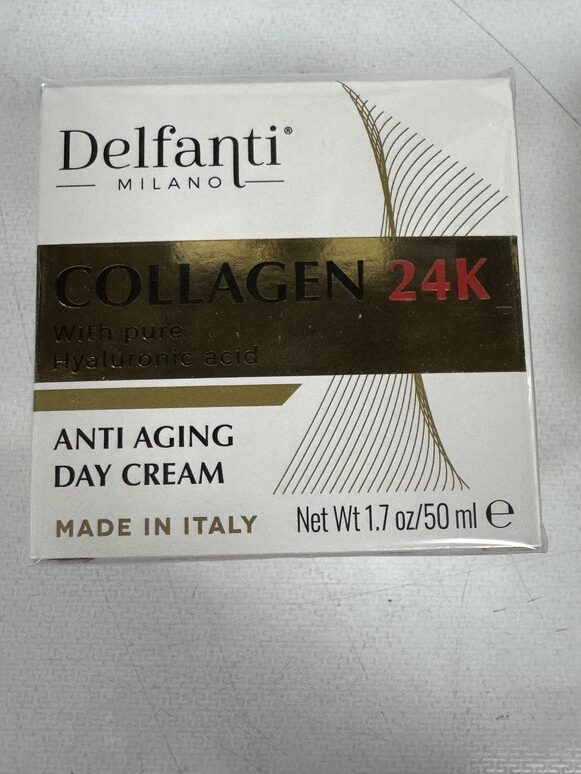 Delfanti®
MILANO
COLLAGEN 24K
With pure
Hyaluronic acid
ANTI AGING
DAY CREAM
MADE IN ITALY
Net Wt 1.7 oz/50 ml ℮